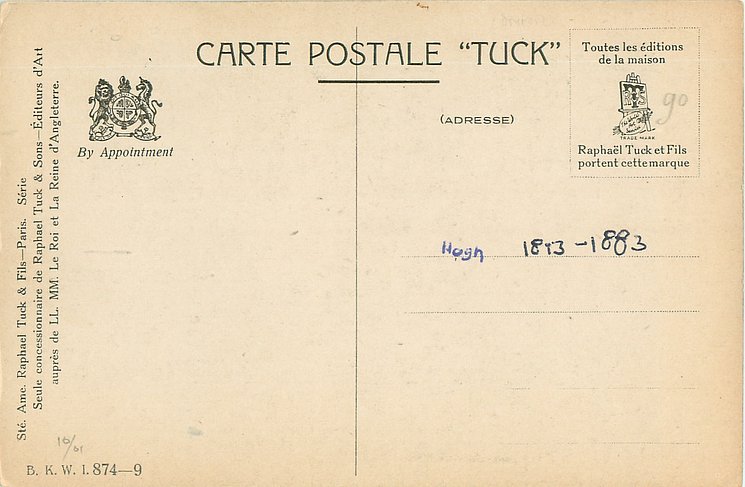 CARTE POSTALE “TUCK”
By Appointment
Toutes les éditions
de la maison
TRADE MARK
Raphaël Tuck et Fils
portent cette marque
90
(ADRESSE)
Hogh 1813-1883
Sté. Ame. Raphael Tuck & Fils—Paris. Série
Seule concessionnaire de Raphael Tuck & Sons—Éditeurs d'Art
auprès de LL. MM. Le Roi et La Reine d'Angleterre.
10/01
B. K. W. I. 874—9